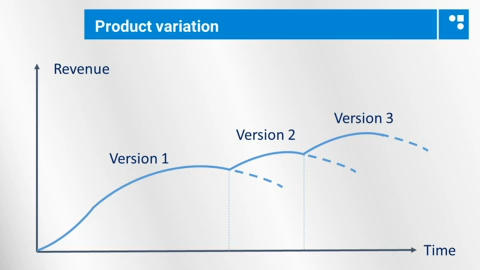 Product variation
Revenue
Version 3
Version 2
Version 1
Time